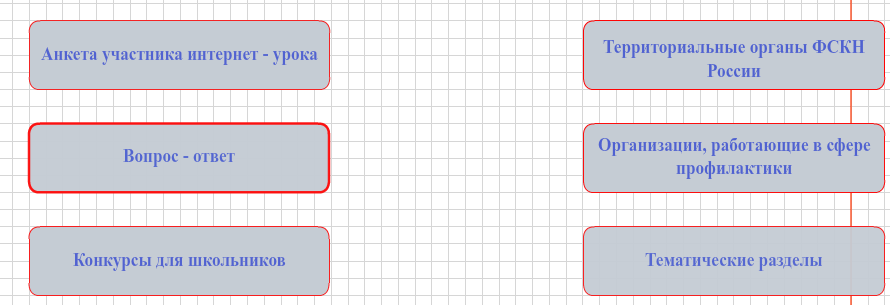 Анкета участника интернет - урока
Территориальные органы ФСКН
России
Вопрос - ответ
Организации, работающие в сфере
профилактики
Конкурсы для школьников
Тематические разделы